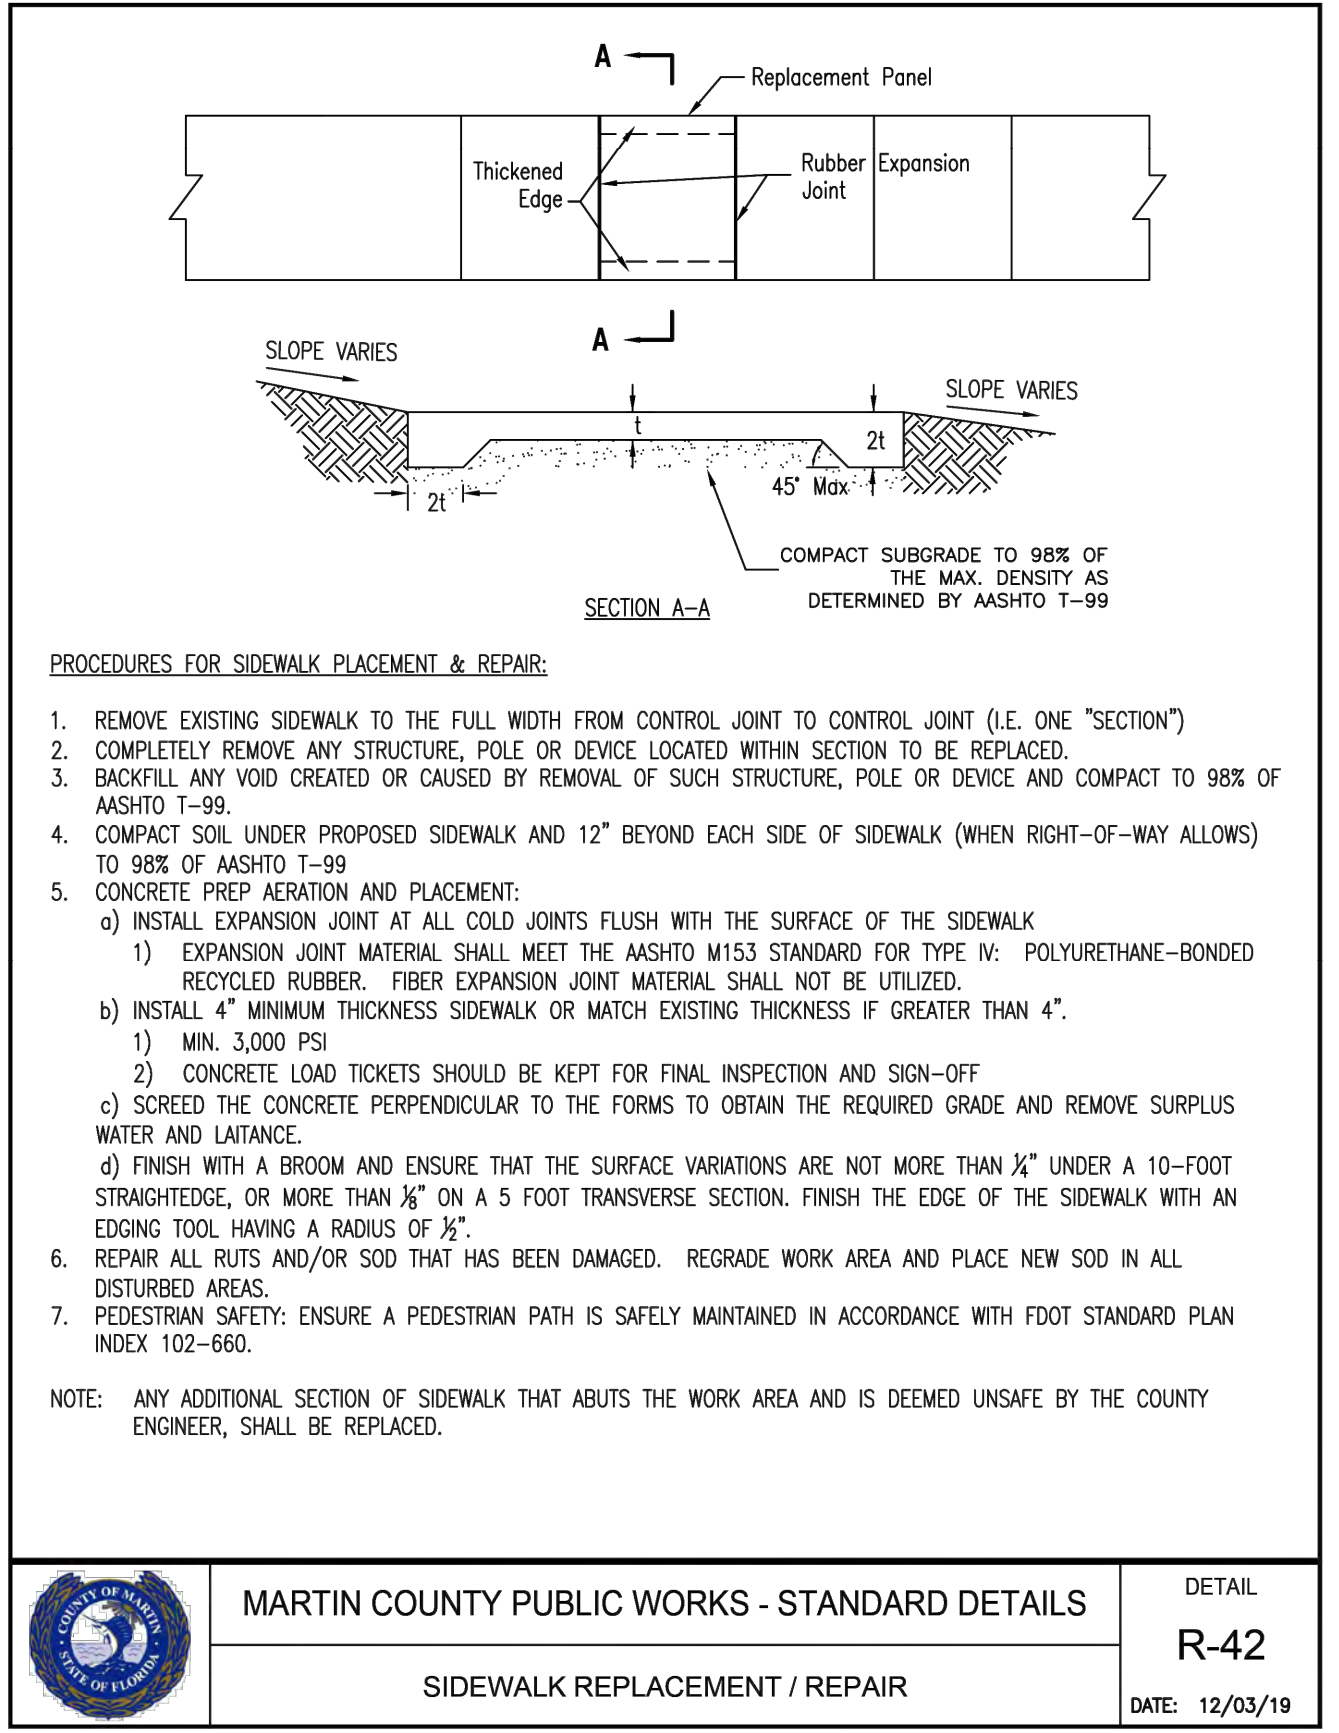 A
Replacement Panel
Thickened
Edge
Rubber Expansion
Joint
A
SLOPE VARIES
SLOPE VARIES
t
2t
45° Max
2t
COMPACT SUBGRADE TO 98% OF
THE MAX. DENSITY AS
DETERMINED BY AASHTO T-99
SECTION A-A
PROCEDURES FOR SIDEWALK PLACEMENT & REPAIR:
1. REMOVE EXISTING SIDEWALK TO THE FULL WIDTH FROM CONTROL JOINT TO CONTROL JOINT (I.E. ONE "SECTION")
2. COMPLETELY REMOVE ANY STRUCTURE, POLE OR DEVICE LOCATED WITHIN SECTION TO BE REPLACED.
3. BACKFILL ANY VOID CREATED OR CAUSED BY REMOVAL OF SUCH STRUCTURE, POLE OR DEVICE AND COMPACT TO 98% OF
AASHTO T-99.
4. COMPACT SOIL UNDER PROPOSED SIDEWALK AND 12" BEYOND EACH SIDE OF SIDEWALK (WHEN RIGHT-OF-WAY ALLOWS)
TO 98% OF AASHTO T-99
5. CONCRETE PREP AERATION AND PLACEMENT:
a) INSTALL EXPANSION JOINT AT ALL COLD JOINTS FLUSH WITH THE SURFACE OF THE SIDEWALK
1) EXPANSION JOINT MATERIAL SHALL MEET THE AASHTO M153 STANDARD FOR TYPE IV: POLYURETHANE-BONDED
RECYCLED RUBBER. FIBER EXPANSION JOINT MATERIAL SHALL NOT BE UTILIZED.
b) INSTALL 4" MINIMUM THICKNESS SIDEWALK OR MATCH EXISTING THICKNESS IF GREATER THAN 4".
1) MIN. 3,000 PSI
2) CONCRETE LOAD TICKETS SHOULD BE KEPT FOR FINAL INSPECTION AND SIGN-OFF
c) SCREED THE CONCRETE PERPENDICULAR TO THE FORMS TO OBTAIN THE REQUIRED GRADE AND REMOVE SURPLUS
WATER AND LAITANCE.
d) FINISH WITH A BROOM AND ENSURE THAT THE SURFACE VARIATIONS ARE NOT MORE THAN ¼" UNDER A 10-FOOT
STRAIGHTEDGE, OR MORE THAN ⅛" ON A 5 FOOT TRANSVERSE SECTION. FINISH THE EDGE OF THE SIDEWALK WITH AN
EDGING TOOL HAVING A RADIUS OF ½".
6. REPAIR ALL RUTS AND/OR SOD THAT HAS BEEN DAMAGED. REGRADE WORK AREA AND PLACE NEW SOD IN ALL
DISTURBED AREAS.
7. PEDESTRIAN SAFETY: ENSURE A PEDESTRIAN PATH IS SAFELY MAINTAINED IN ACCORDANCE WITH FDOT STANDARD PLAN
INDEX 102-660.
NOTE: ANY ADDITIONAL SECTION OF SIDEWALK THAT ABUTS THE WORK AREA AND IS DEEMED UNSAFE BY THE COUNTY
ENGINEER, SHALL BE REPLACED.
COUNTY OF MARTIN
STATE OF FLORIDA
MARTIN COUNTY PUBLIC WORKS - STANDARD DETAILS
SIDEWALK REPLACEMENT / REPAIR
DETAIL
R-42
DATE: 12/03/19